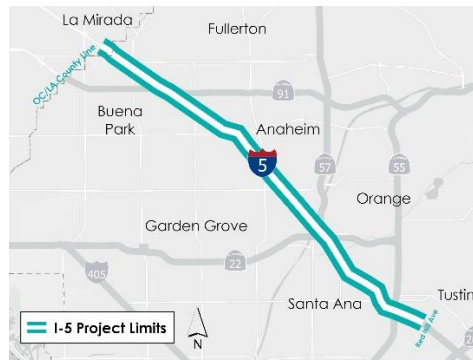 La Mirada
Fullerton
OC/LA County Line
91
Buena
Park
Anaheim
5
57
55
Orange
Garden Grove
22
405
Santa Ana
Tustin
Red Hill Ave
I-5 Project Limits
N